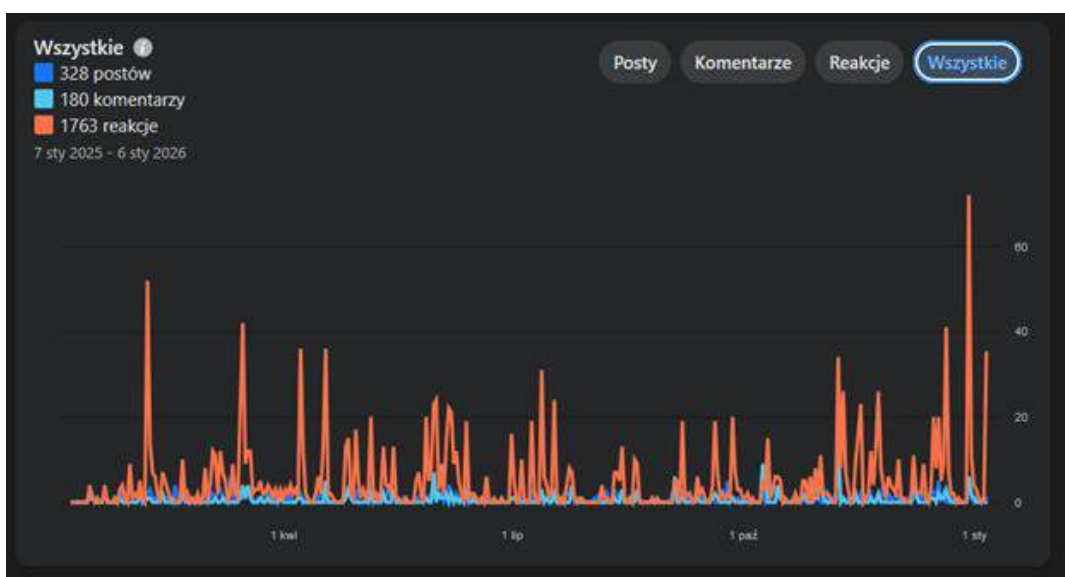 Wszystkie
328 postów
180 komentarzy
1763 reakcje
7 sty 2025 - 6 sty 2026
Posty Komentarze Reakcje Wszystkie
60
40
20
0
1 kwi 1 lip 1 paź 1 sty